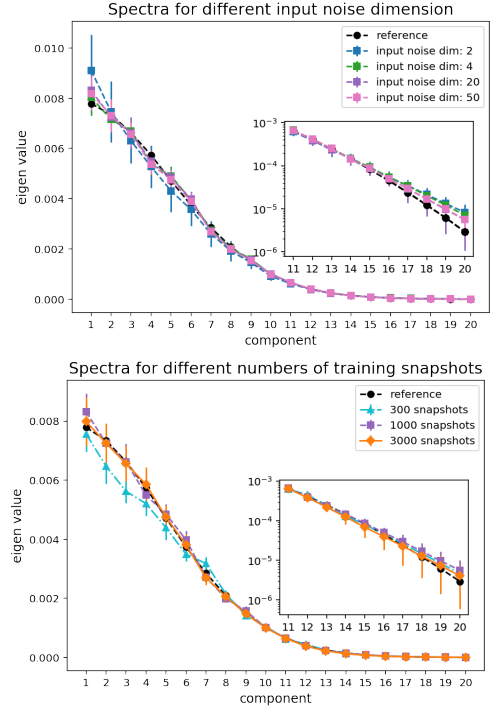 Spectra for different input noise dimension
reference
input noise dim: 2
input noise dim: 4
input noise dim: 20
input noise dim: 50
eigen value
0.010
0.008
0.006
0.004
0.002
0.000
10⁻³
10⁻⁴
10⁻⁵
10⁻⁶
11 12 13 14 15 16 17 18 19 20
1 2 3 4 5 6 7 8 9 10 11 12 13 14 15 16 17 18 19 20
component
Spectra for different numbers of training snapshots
reference
300 snapshots
1000 snapshots
3000 snapshots
eigen value
0.008
0.006
0.004
0.002
0.000
10⁻³
10⁻⁴
10⁻⁵
10⁻⁶
11 12 13 14 15 16 17 18 19 20
1 2 3 4 5 6 7 8 9 10 11 12 13 14 15 16 17 18 19 20
component